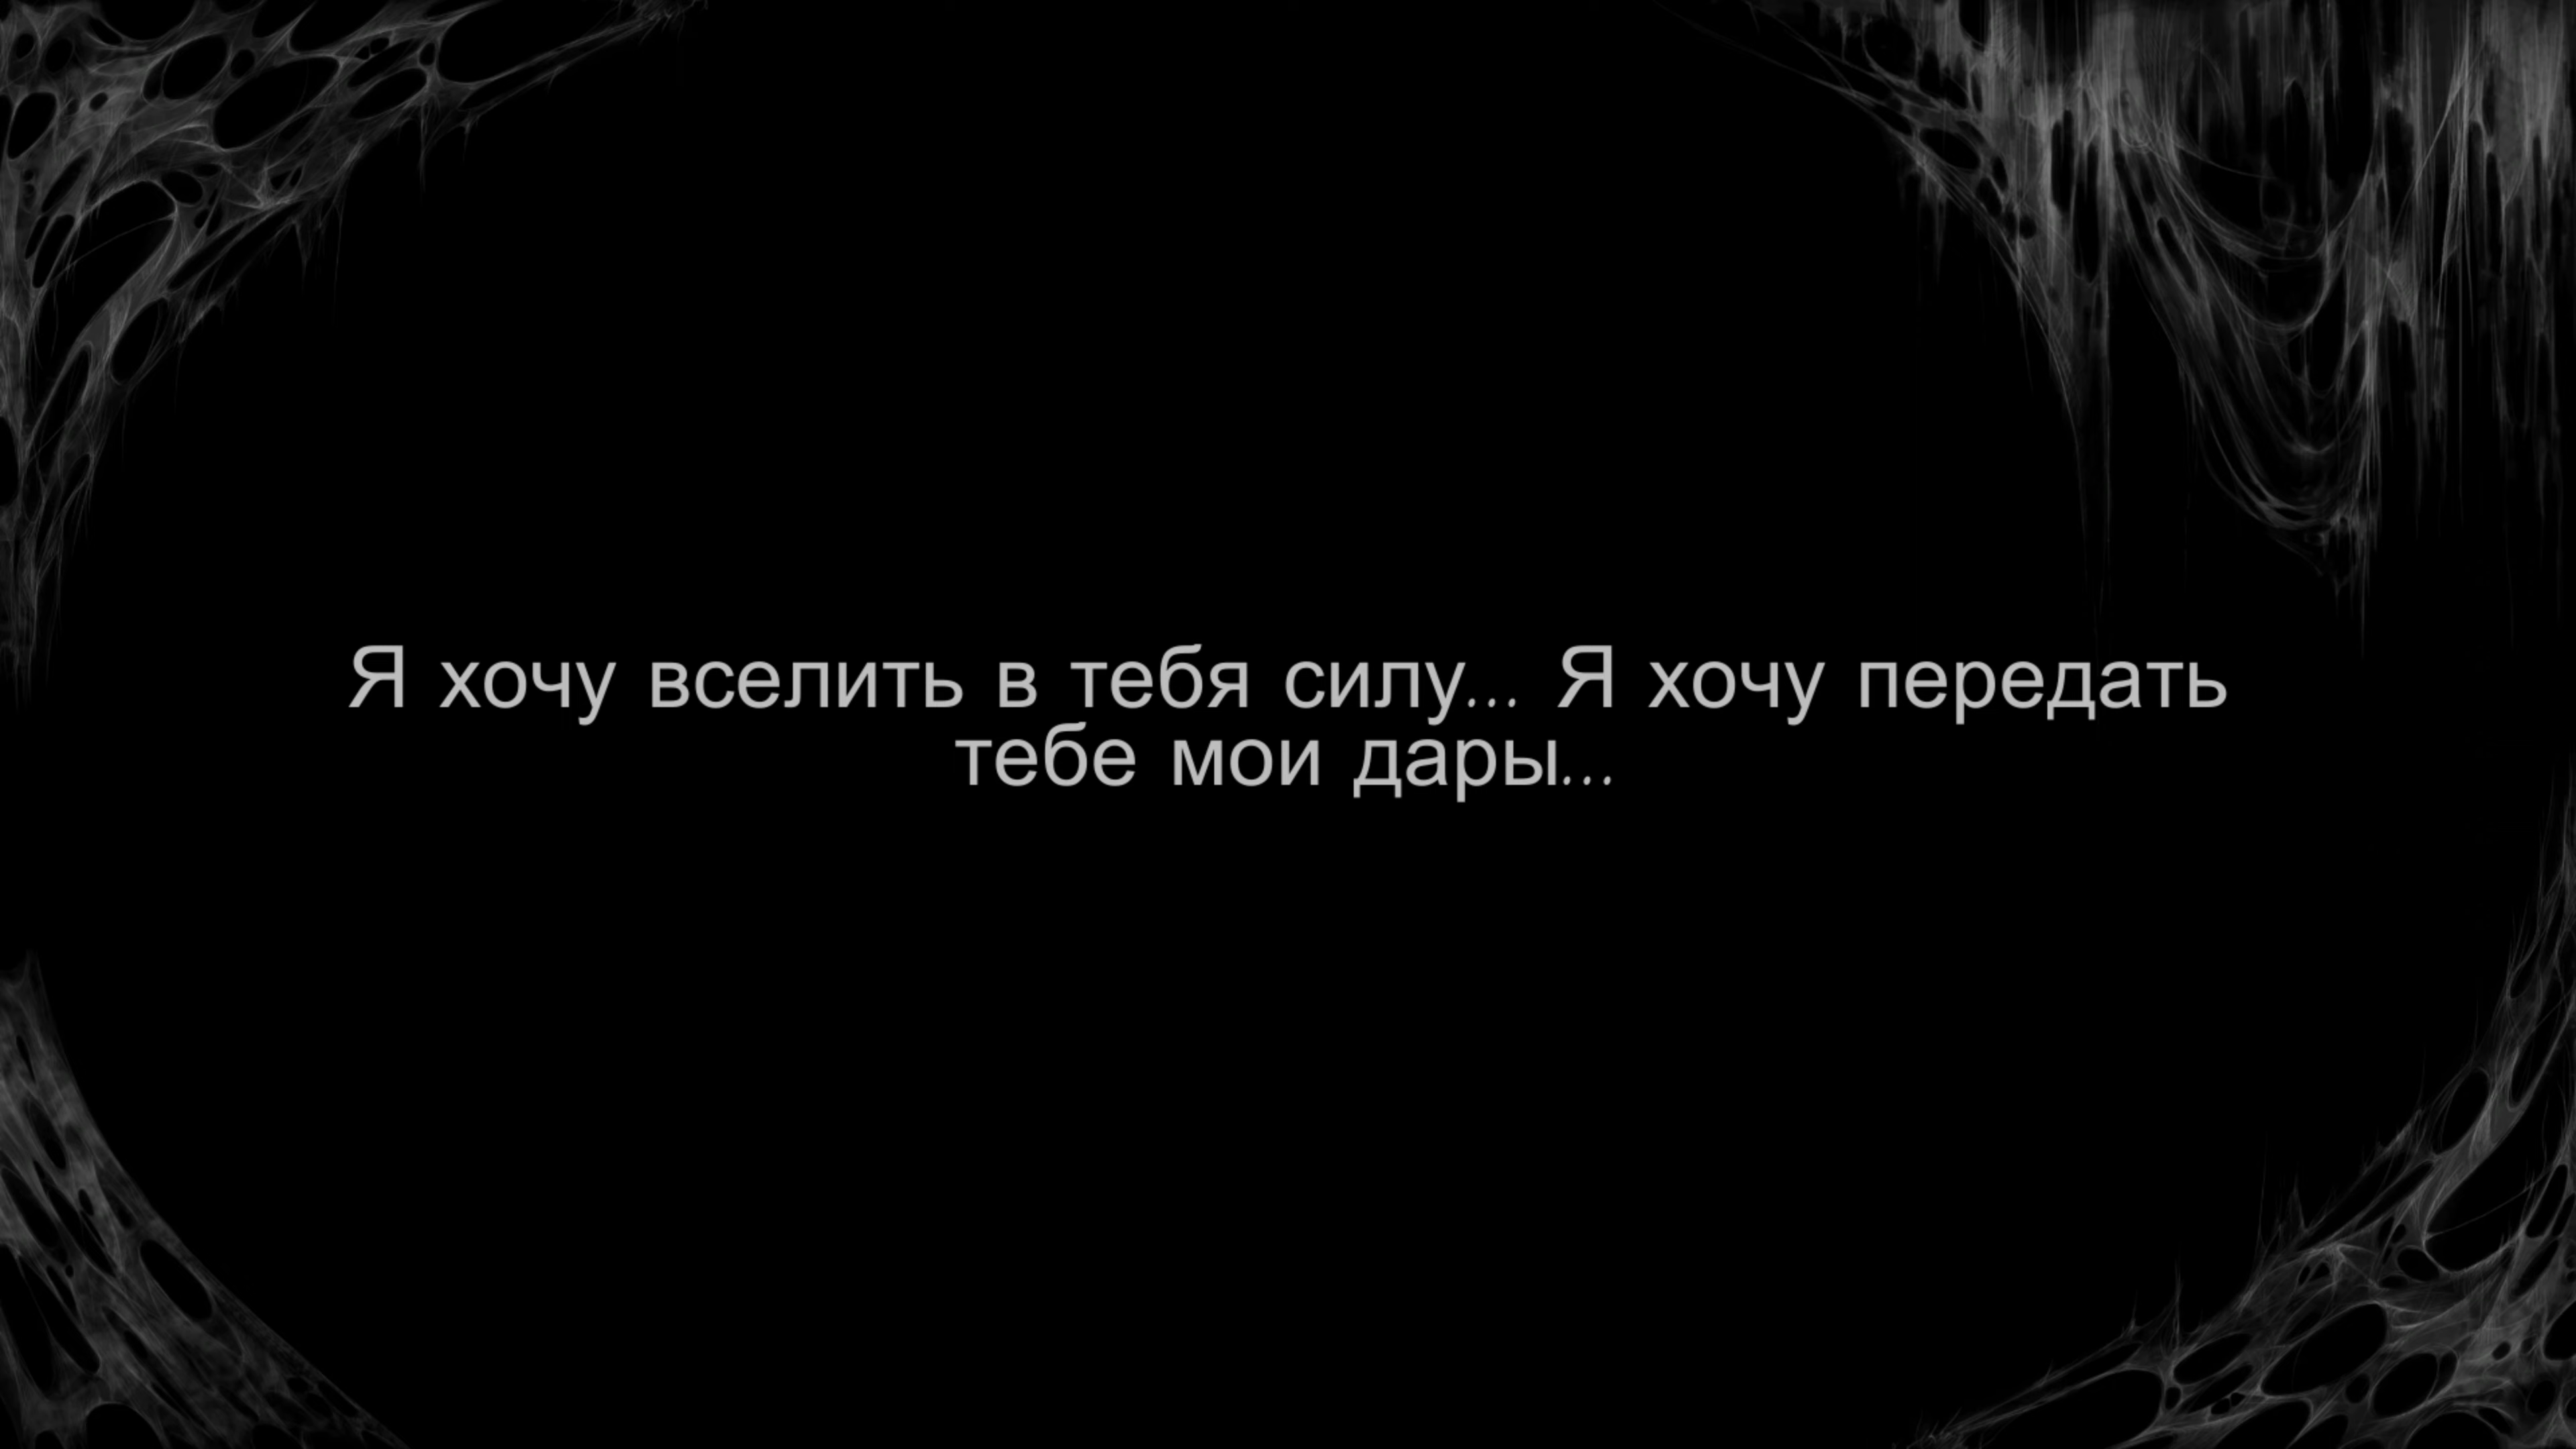 Я хочу вселить в тебя силу... Я хочу передать
тебе мои дары...